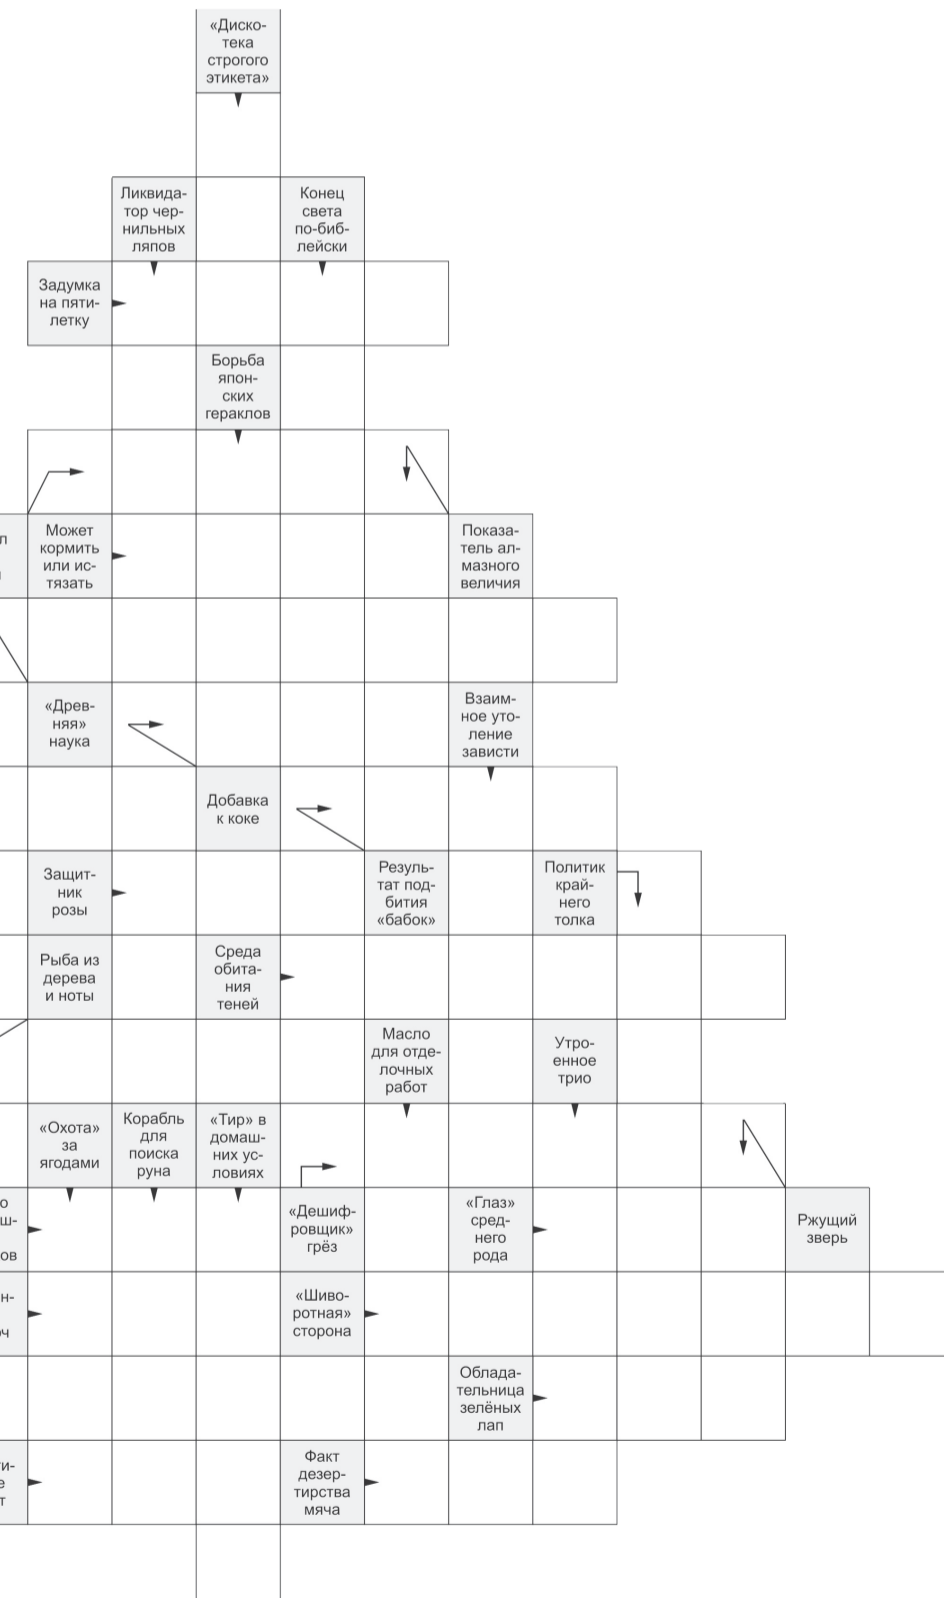 «Диско-
тека
строгого
этикета»
Ликвида-
тор чер-
нильных
ляпов
Конец
света
по-биб-
лейски
Задумка
на пяти-
летку
Борьба
япон-
ских
гераклов
л
Может
кормить
или ис-
тязать
Показа-
тель ал-
мазного
величия
«Древ-
няя»
наука
Взаим-
ное уто-
ление
зависти
Добавка
к коке
Защит-
ник
розы
Резуль-
тат под-
бития
«бабок»
Политик
край-
него
толка
Рыба из
дерева
и ноты
Среда
обита-
ния
теней
Масло
для отде-
лочных
работ
Утро-
енное
трио
«Охота»
за
ягодами
Корабль
для
поиска
руна
«Тир» в
домаш-
них ус-
ловиях
о
ш-
ов
«Дешиф-
ровщик»
грёз
«Глаз»
сред-
него
рода
Ржущий
зверь
н-
ч
«Шиво-
ротная»
сторона
Облада-
тельница
зелёных
лап
ти-
е
т
Факт
дезер-
тирства
мяча